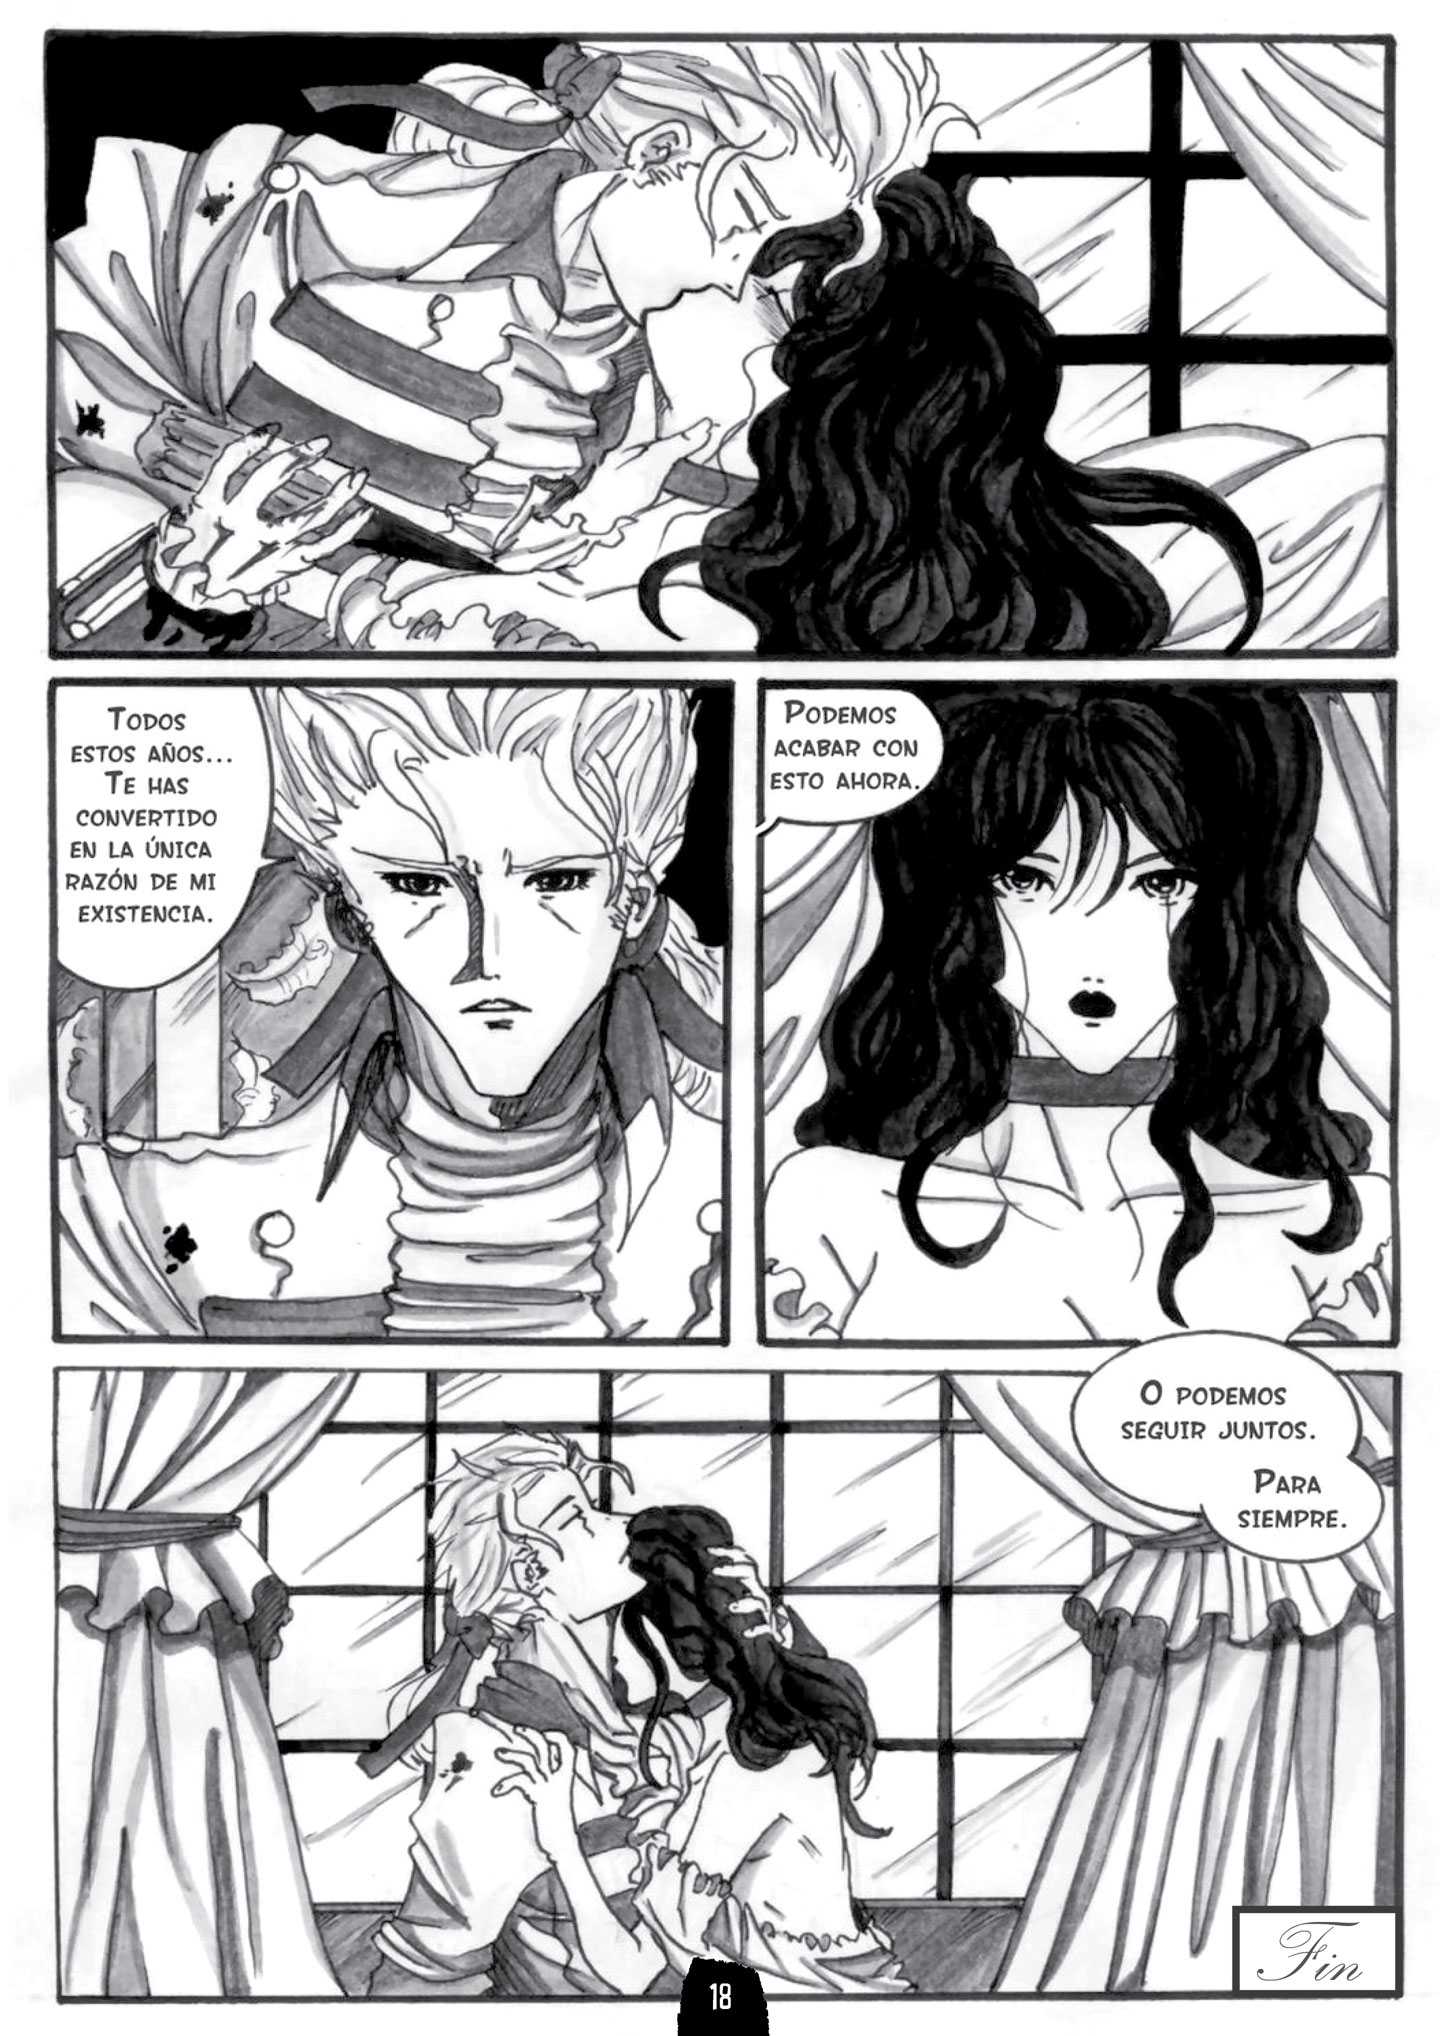 Todos
estos años...
Te has
convertido
en la única
razón de mi
existencia.
Podemos
acabar con
esto ahora.
O podemos
seguir juntos.
Para
siempre.
Fin
18